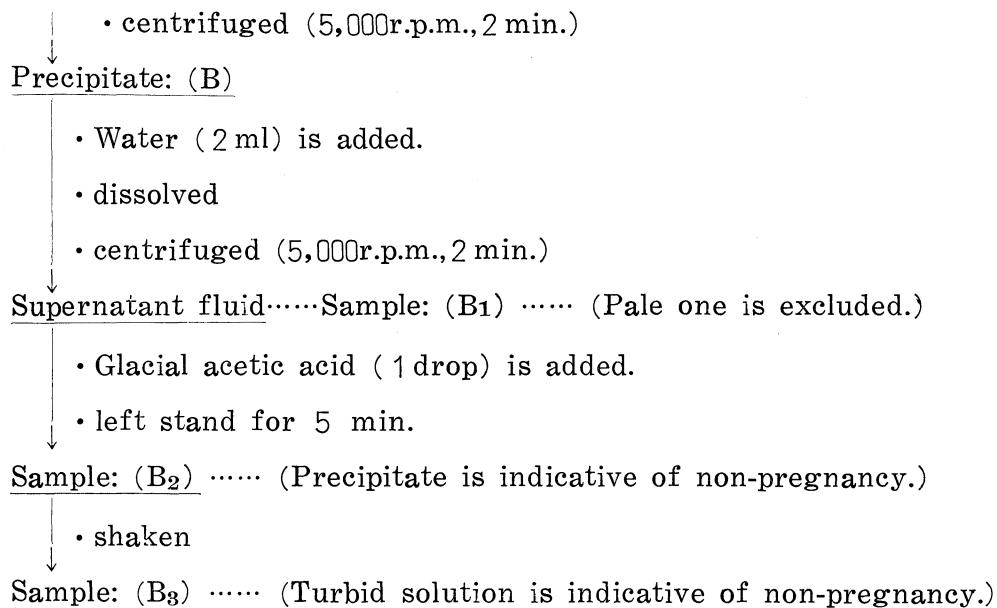 · centrifuged (5,000r.p.m., 2 min.)
Precipitate: (B)
· Water (2 ml) is added.
· dissolved
· centrifuged (5,000r.p.m., 2 min.)
Supernatant fluid······Sample: (B1) ······ (Pale one is excluded.)
· Glacial acetic acid (1 drop) is added.
· left stand for 5 min.
Sample: (B2) ······ (Precipitate is indicative of non-pregnancy.)
· shaken
Sample: (B3) ······ (Turbid solution is indicative of non-pregnancy.)